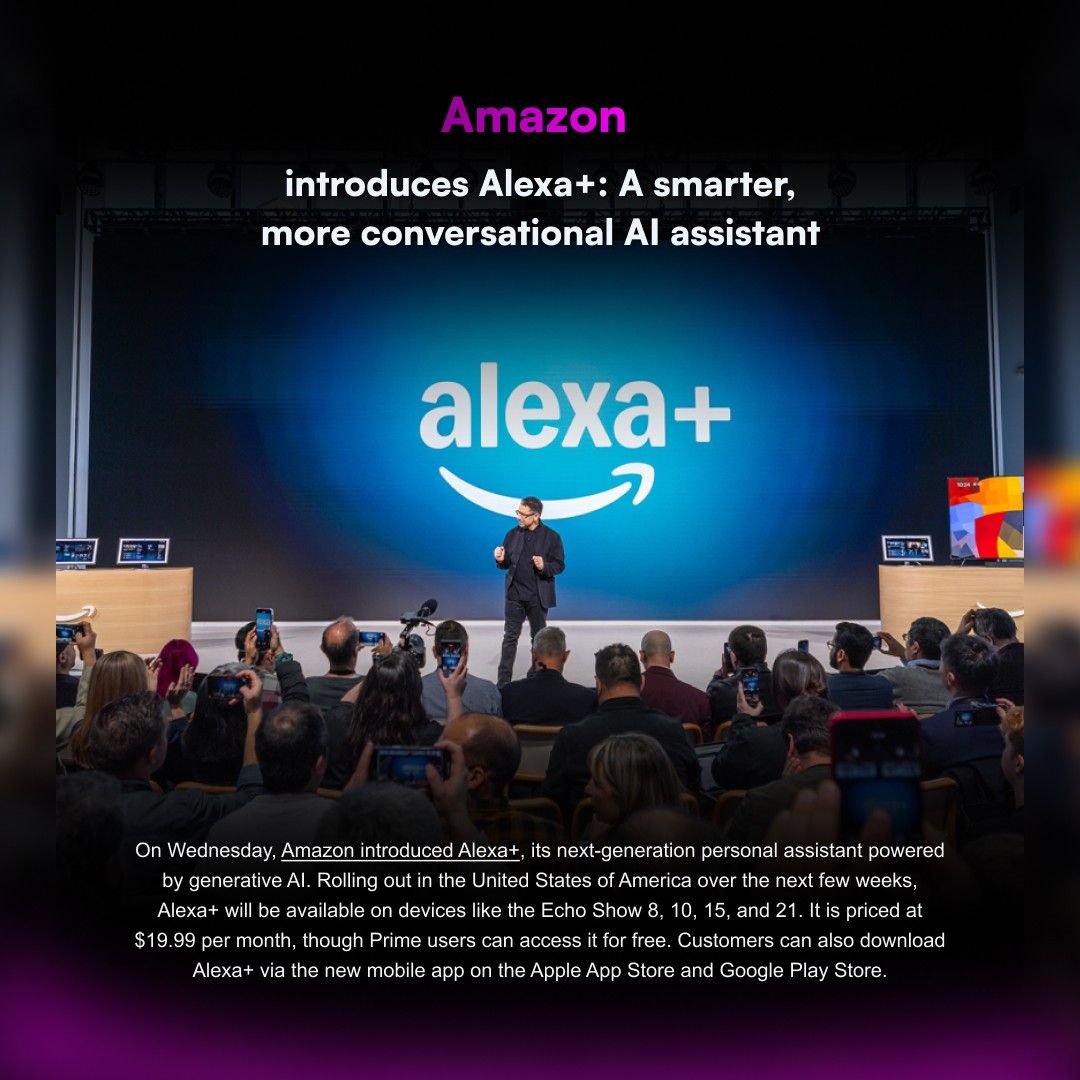 Amazon
introduces Alexa+: A smarter,
more conversational AI assistant
alexa+
10:24
On Wednesday, Amazon introduced Alexa+, its next-generation personal assistant powered
by generative AI. Rolling out in the United States of America over the next few weeks,
Alexa+ will be available on devices like the Echo Show 8, 10, 15, and 21. It is priced at
$19.99 per month, though Prime users can access it for free. Customers can also download
Alexa+ via the new mobile app on the Apple App Store and Google Play Store.